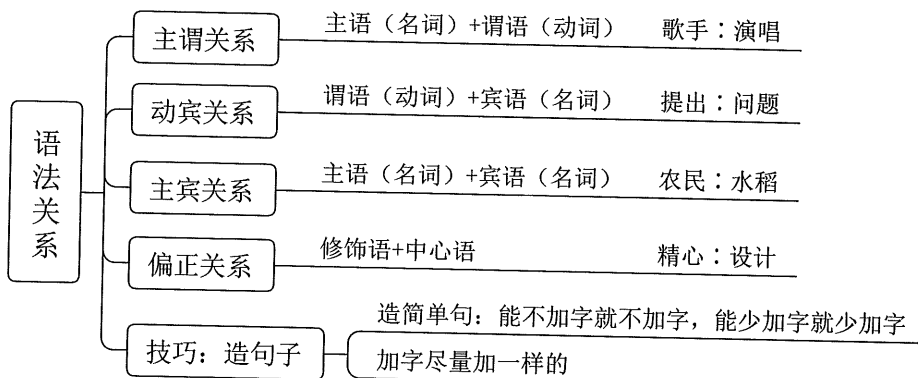 语法关系
主谓关系
主语（名词）+谓语（动词） 歌手：演唱
动宾关系
谓语（动词）+宾语（名词） 提出：问题
主宾关系
主语（名词）+宾语（名词） 农民：水稻
偏正关系
修饰语+中心语 精心：设计
技巧：造句子
造简单句：能不加字就不加字，能少加字就少加字
加字尽量加一样的